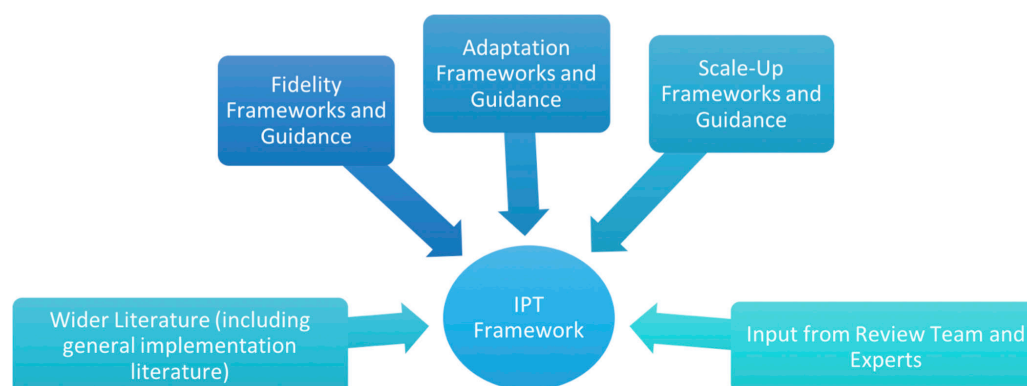 Fidelity
Frameworks and
Guidance
Adaptation
Frameworks and
Guidance
Scale-Up
Frameworks and
Guidance
Wider Literature (including
general implementation
literature)
IPT
Framework
Input from Review Team and
Experts